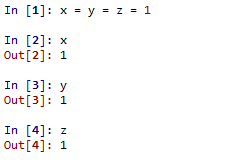 In [1]: x = y = z = 1
In [2]: x
Out[2]: 1
In [3]: y
Out[3]: 1
In [4]: z
Out[4]: 1